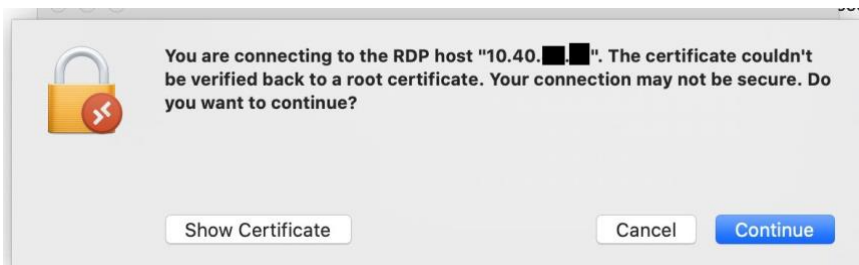 You are connecting to the RDP host "10.40. . ". The certificate couldn't
be verified back to a root certificate. Your connection may not be secure. Do
you want to continue?
Show Certificate
Cancel
Continue